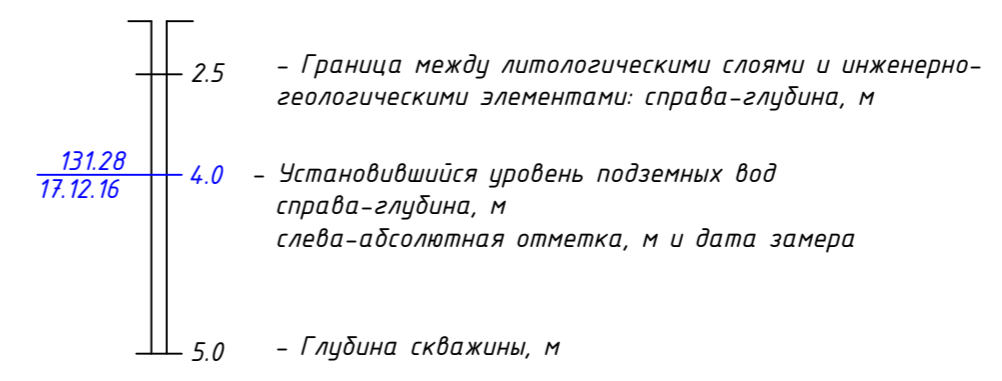 2.5 - Граница между литологическими слоями и инженерно-
геологическими элементами: справа-глубина, м
131.28
17.12.16
4.0 - Установившийся уровень подземных вод
справа-глубина, м
слева-абсолютная отметка, м и дата замера
5.0 - Глубина скважины, м